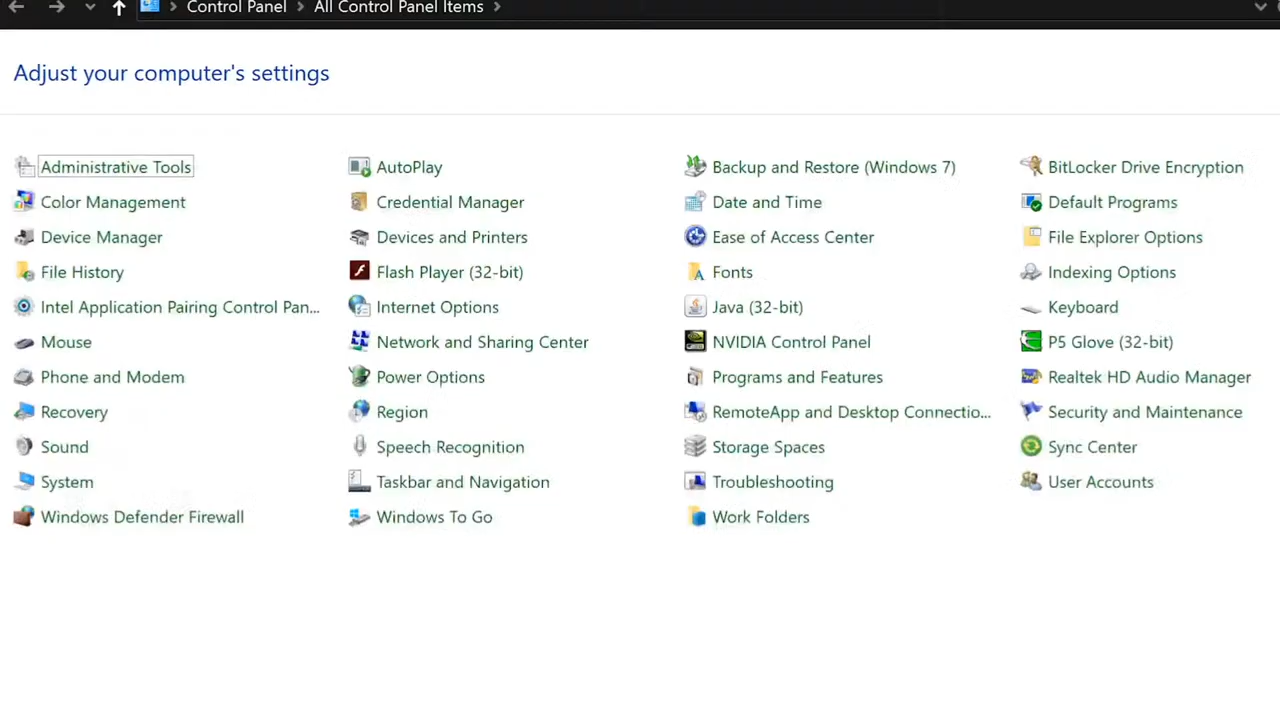 Control Panel > All Control Panel Items >
Adjust your computer's settings
Administrative Tools
AutoPlay
Backup and Restore (Windows 7)
BitLocker Drive Encryption
Color Management
Credential Manager
Date and Time
Default Programs
Device Manager
Devices and Printers
Ease of Access Center
File Explorer Options
File History
Flash Player (32-bit)
Fonts
Indexing Options
Intel Application Pairing Control Pan...
Internet Options
Java (32-bit)
Keyboard
Mouse
Network and Sharing Center
NVIDIA Control Panel
P5 Glove (32-bit)
Phone and Modem
Power Options
Programs and Features
Realtek HD Audio Manager
Recovery
Region
RemoteApp and Desktop Connectio...
Security and Maintenance
Sound
Speech Recognition
Storage Spaces
Sync Center
System
Taskbar and Navigation
Troubleshooting
User Accounts
Windows Defender Firewall
Windows To Go
Work Folders